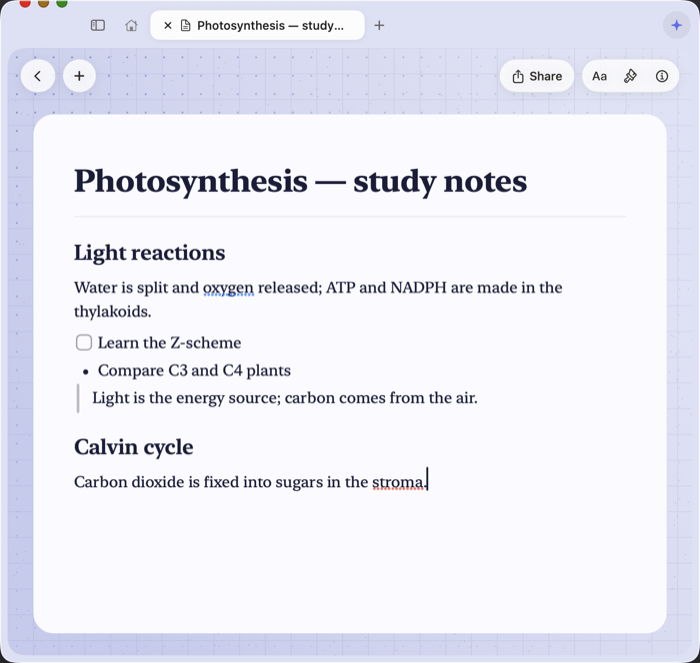 Photosynthesis — study...
Share
Aa
Photosynthesis — study notes
Light reactions
Water is split and oxygen released; ATP and NADPH are made in the
thylakoids.
Learn the Z-scheme
• Compare C3 and C4 plants
Light is the energy source; carbon comes from the air.
Calvin cycle
Carbon dioxide is fixed into sugars in the stroma.